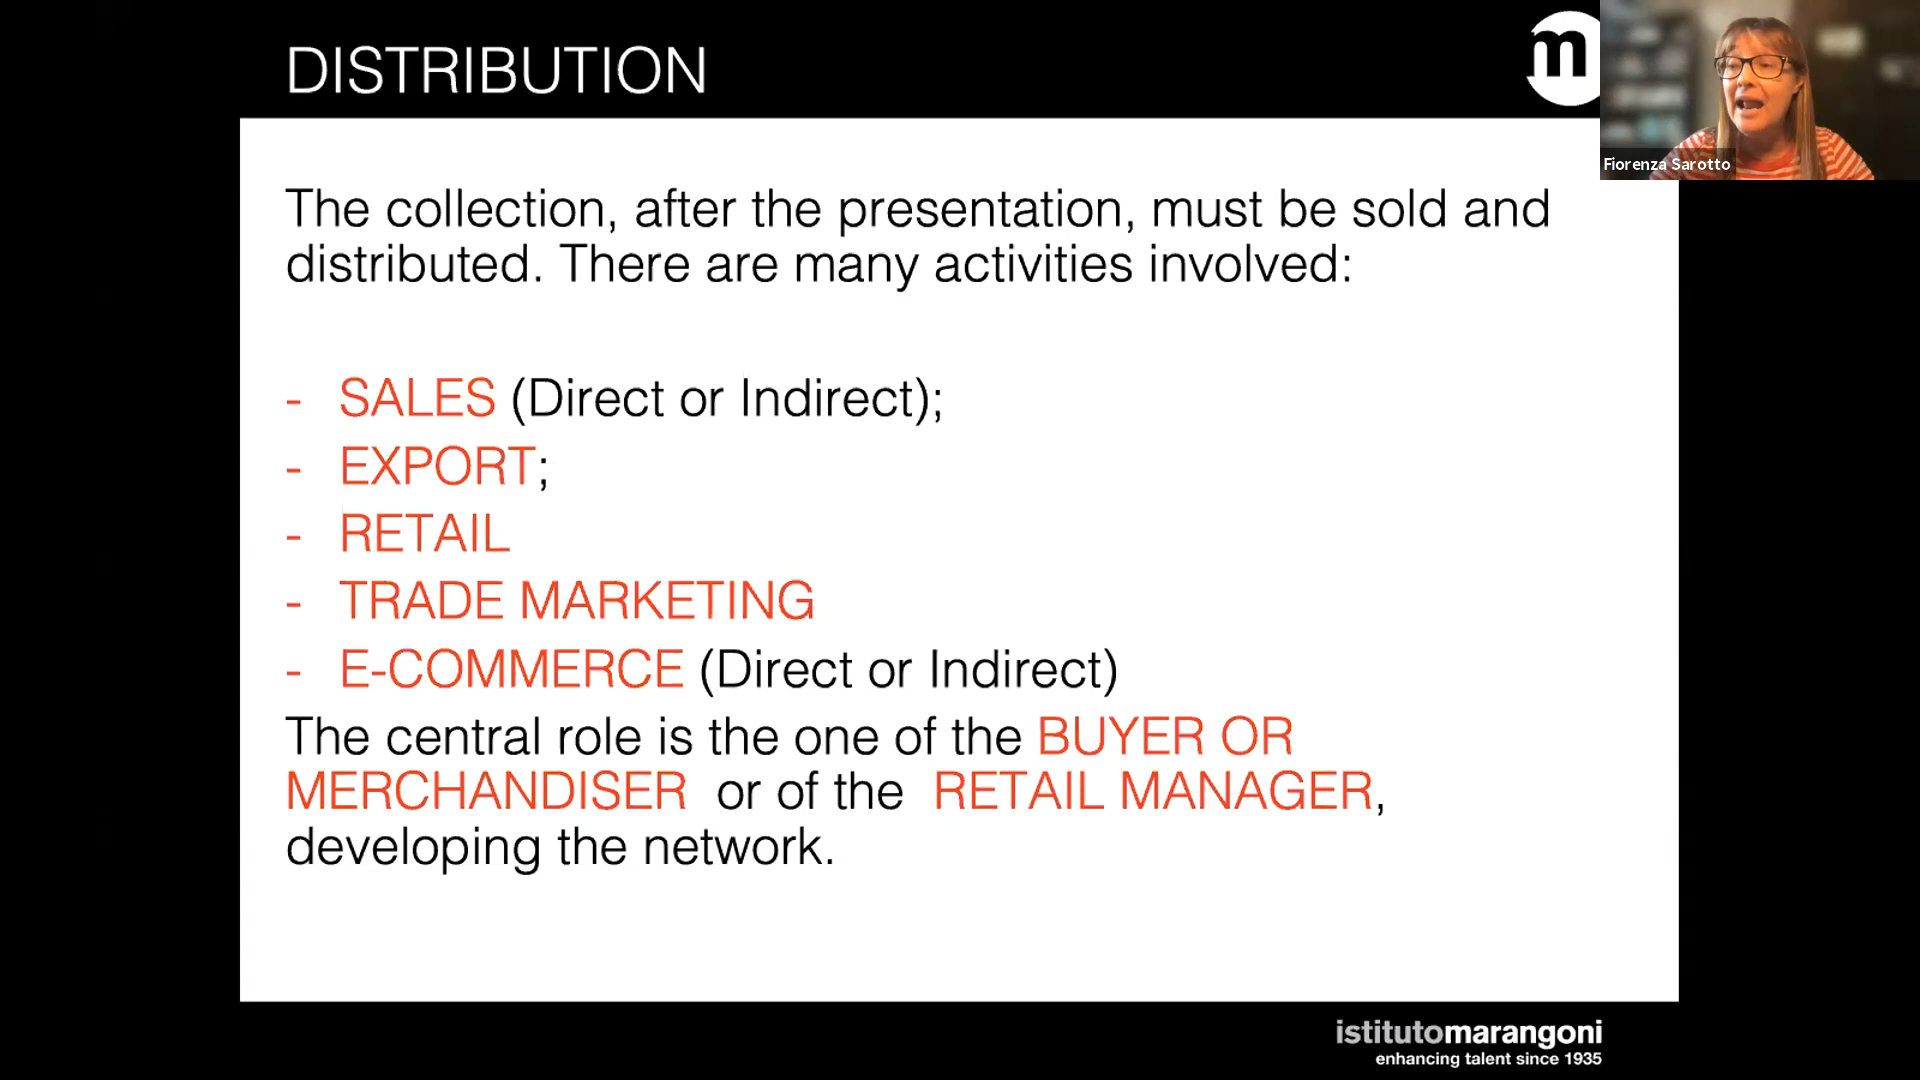 DISTRIBUTION
m
Fiorenza Sarotto
The collection, after the presentation, must be sold and
distributed. There are many activities involved:
- SALES (Direct or Indirect);
- EXPORT;
- RETAIL
- TRADE MARKETING
- E-COMMERCE (Direct or Indirect)
The central role is the one of the BUYER OR
MERCHANDISER or of the RETAIL MANAGER,
developing the network.
istitutomarangoni
enhancing talent since 1935